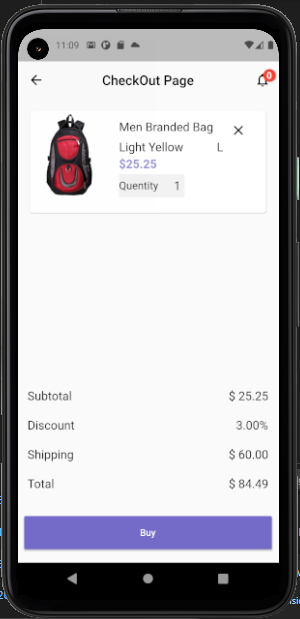 11:09
CheckOut Page
0
Men Branded Bag
Light Yellow L
$25.25
Quentity 1
Subtotal $ 25.25
Discount 3.00%
Shipping $ 60.00
Total $ 84.49
Buy